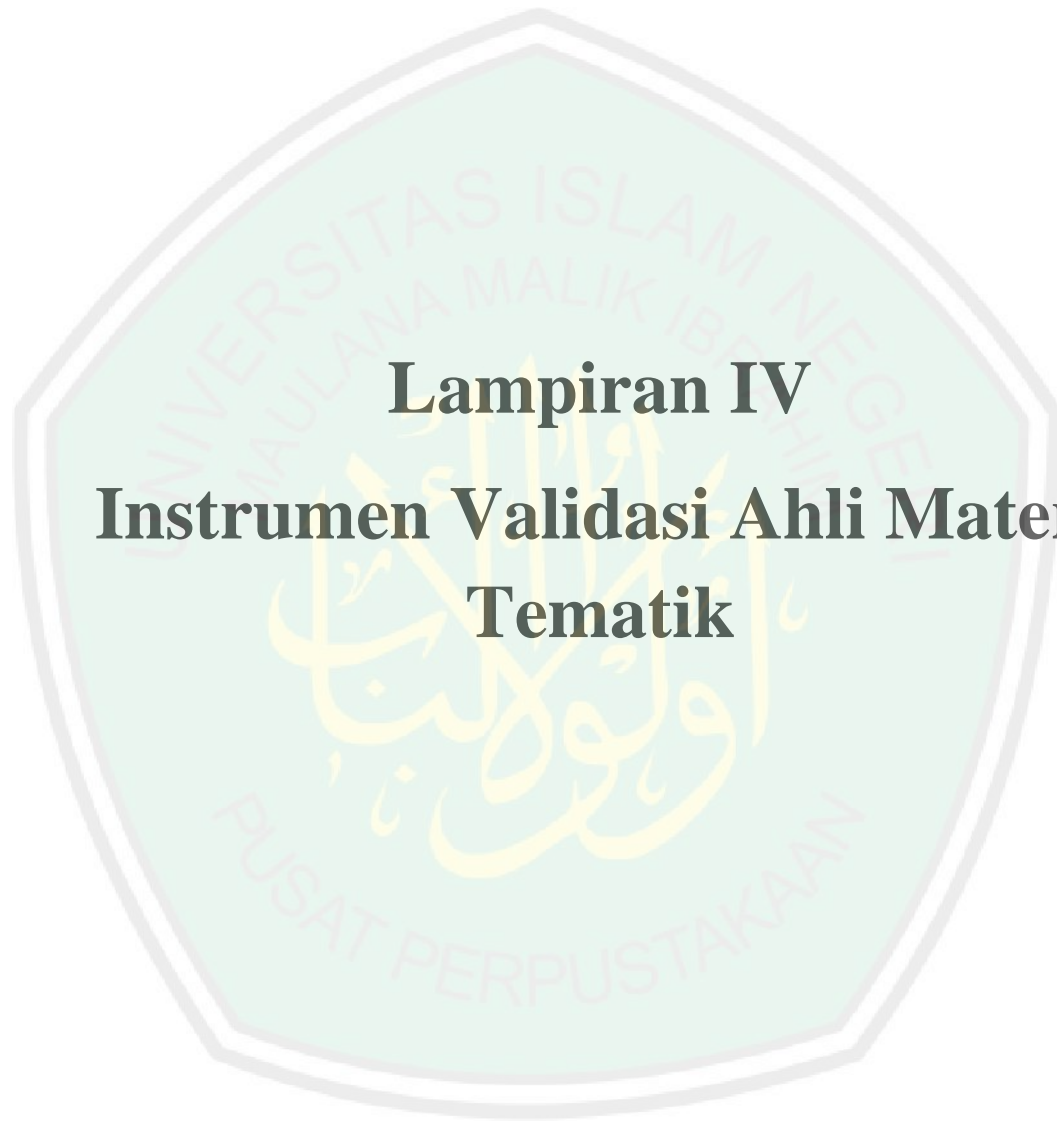 UNIVERSITAS ISLAM NEGERI
MAULANA MALIK IBRAHIM
Lampiran IV
Instrumen Validasi Ahli Mater
Tematik
PUSAT PERPUSTAKAAN